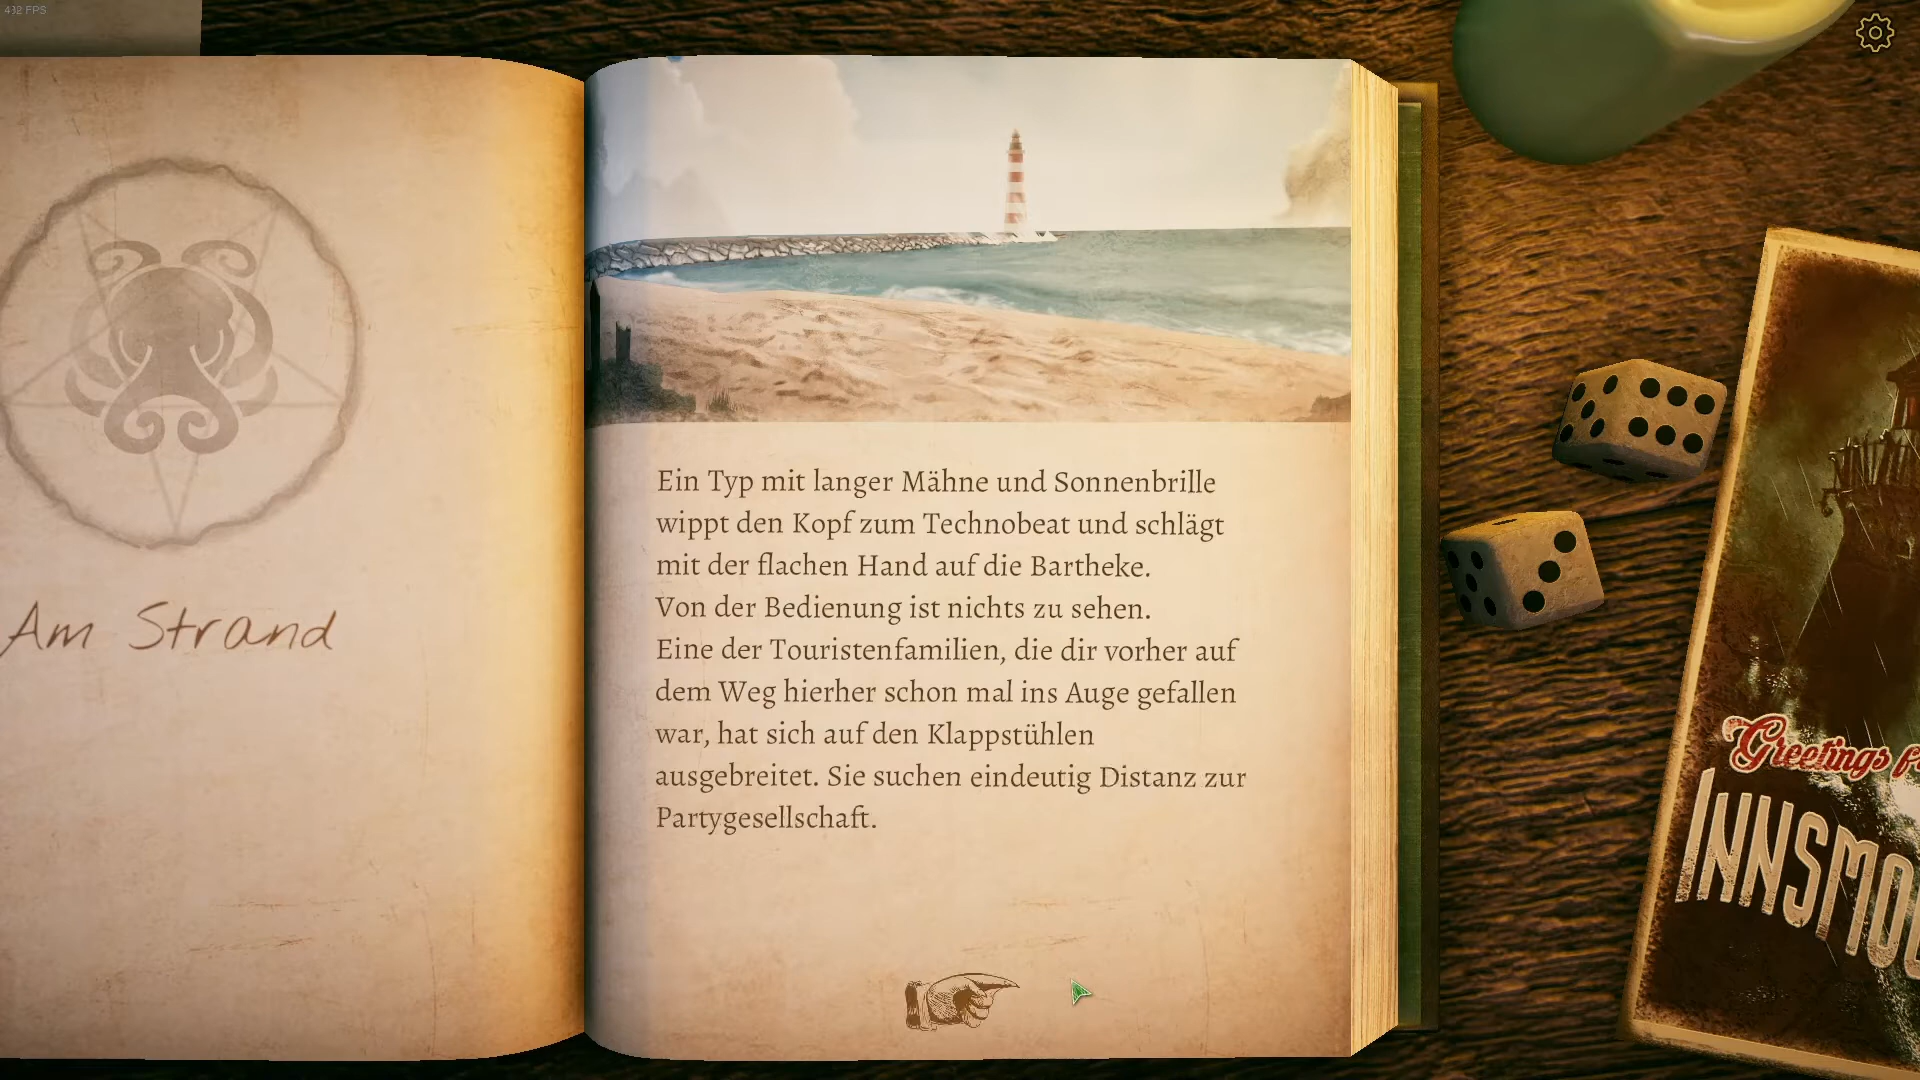 432 FPS
Am Strand
Ein Typ mit langer Mähne und Sonnenbrille
wippt den Kopf zum Technobeat und schlägt
mit der flachen Hand auf die Bartheke.
Von der Bedienung ist nichts zu sehen.
Eine der Touristenfamilien, die dir vorher auf
dem Weg hierher schon mal ins Auge gefallen
war, hat sich auf den Klappstühlen
ausgebreitet. Sie suchen eindeutig Distanz zur
Partygesellschaft.
Greetings